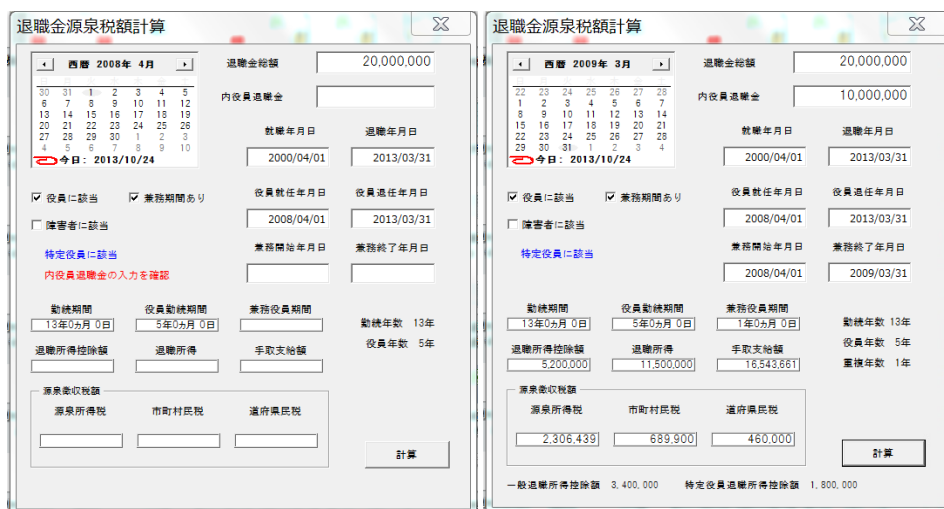 退職金源泉税額計算
西暦 2008年 4月
30 31 1 2 3 4 5
6 7 8 9 10 11 12
13 14 15 16 17 18 19
20 21 22 23 24 25 26
27 28 29 30 1 2 3
4 5 6 7 8 9 10
今日: 2013/10/24
退職金総額 20,000,000
内役員退職金
就職年月日 退職年月日
2000/04/01 2013/03/31
役員に該当 兼務期間あり
役員就任年月日 役員退任年月日
2008/04/01 2013/03/31
障害者に該当
特定役員に該当
兼務開始年月日 兼務終了年月日
内役員退職金の入力を確認
勤続期間 役員勤続期間 兼務役員期間
13年0ヵ月 0日 5年0ヵ月 0日
勤続年数 13年
役員年数 5年
退職所得控除額 退職所得 手取支給額
源泉徴収税額
源泉所得税 市町村民税 道府県民税
計算
退職金源泉税額計算
西暦 2009年 3月
22 23 24 25 26 27 28
1 2 3 4 5 6 7
8 9 10 11 12 13 14
15 16 17 18 19 20 21
22 23 24 25 26 27 28
29 30 31 1 2 3 4
今日: 2013/10/24
退職金総額 20,000,000
内役員退職金 10,000,000
就職年月日 退職年月日
2000/04/01 2013/03/31
役員に該当 兼務期間あり
役員就任年月日 役員退任年月日
2008/04/01 2013/03/31
障害者に該当
特定役員に該当
兼務開始年月日 兼務終了年月日
2008/04/01 2009/03/31
勤続期間 役員勤続期間 兼務役員期間
13年0ヵ月 0日 5年0ヵ月 0日 1年0ヵ月 0日
勤続年数 13年
役員年数 5年
重複年数 1年
退職所得控除額 退職所得 手取支給額
5,200,000 11,500,000 16,543,661
源泉徴収税額
源泉所得税 市町村民税 道府県民税
2,306,439 689,900 460,000
計算
一般退職所得控除額 3,400,000 特定役員退職所得控除額 1,800,000